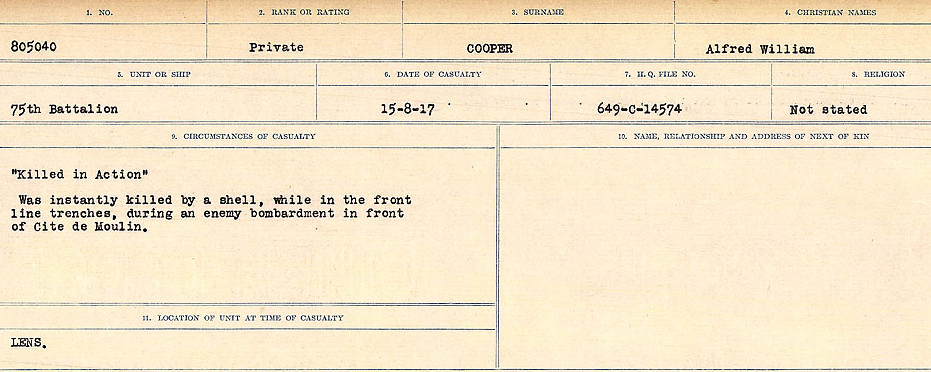 1. NO.
2. RANK OR RATING
3. SURNAME
4. CHRISTIAN NAMES
805040
Private
COOPER
Alfred William
5. UNIT OR SHIP
6. DATE OF CASUALTY
7. H.Q. FILE NO.
8. RELIGION
75th Battalion
15-8-17
649-C-14574
Not stated
9. CIRCUMSTANCES OF CASUALTY
"Killed in Action"
Was instantly killed by a shell, while in the front
line trenches, during an enemy bombardment in front
of Cite de Moulin.
11. LOCATION OF UNIT AT TIME OF CASUALTY
LENS.
10. NAME, RELATIONSHIP AND ADDRESS OF NEXT OF KIN